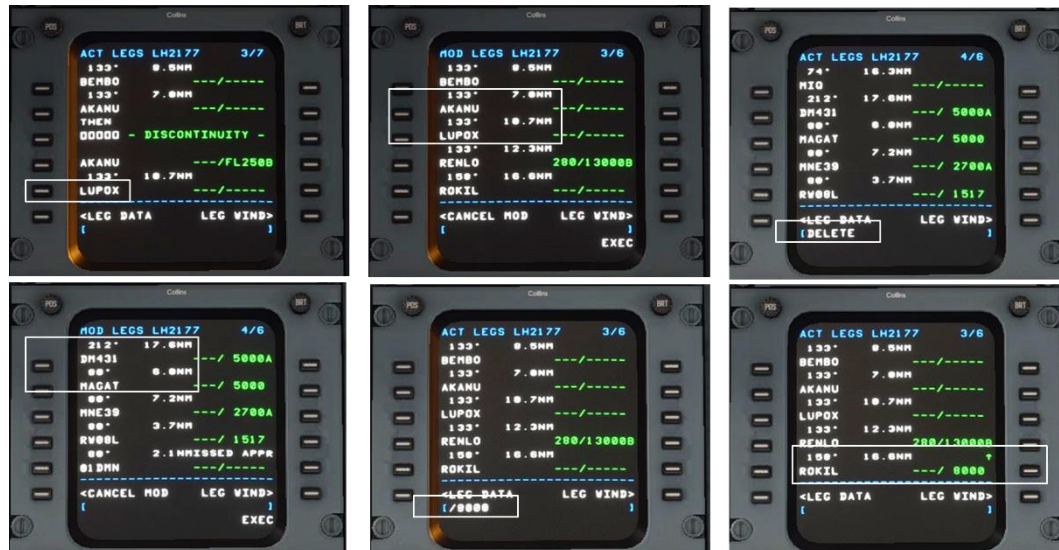 Collins
POS
BRT
ACT LEGS LH2177 3/7
133° 8.5NM
BEMBO ---/-----
133° 7.0NM
AKANU ---/-----
THEN
□□□□□ - DISCONTINUITY -
AKANU ---/FL250B
133° 10.7NM
LUPOX ---/-----
<LEG DATA LEG WIND>
[ ]
Collins
POS
BRT
MOD LEGS LH2177 3/6
133° 8.5NM
BEMBO ---/-----
133° 7.0NM
AKANU ---/-----
133° 10.7NM
LUPOX ---/-----
133° 12.3NM
RENLO 280/13000B
150° 16.6NM
ROKIL ---/-----
<CANCEL MOD LEG WIND>
[ ]
EXEC
Collins
POS
BRT
ACT LEGS LH2177 4/6
74° 16.3NM
MIQ ---/-----
212° 17.6NM
DM431 ---/ 5000A
80° 6.0NM
MAGAT ---/ 5000
80° 7.2NM
MNE39 ---/ 2700A
80° 3.7NM
RW08L ---/ 1517
<LEG DATA LEG WIND>
[DELETE ]
Collins
POS
BRT
MOD LEGS LH2177 4/6
212° 17.6NM
DM431 ---/ 5000A
80° 6.0NM
MAGAT ---/ 5000
80° 7.2NM
MNE39 ---/ 2700A
80° 3.7NM
RW08L ---/ 1517
80° 2.1NMMISSED APPR
01DMN ---/-----
<CANCEL MOD LEG WIND>
[ ]
EXEC
Collins
POS
BRT
ACT LEGS LH2177 3/6
133° 8.5NM
BEMBO ---/-----
133° 7.0NM
AKANU ---/-----
133° 10.7NM
LUPOX ---/-----
133° 12.3NM
RENLO 280/13000B
150° 16.6NM
ROKIL ---/-----
<LEG DATA LEG WIND>
[/8000 ]
Collins
POS
BRT
ACT LEGS LH2177 3/6
133° 8.5NM
BEMBO ---/-----
133° 7.0NM
AKANU ---/-----
133° 10.7NM
LUPOX ---/-----
133° 12.3NM
RENLO 280/13000B
150° 16.6NM ↑
ROKIL ---/ 8000
<LEG DATA LEG WIND>
[ ]